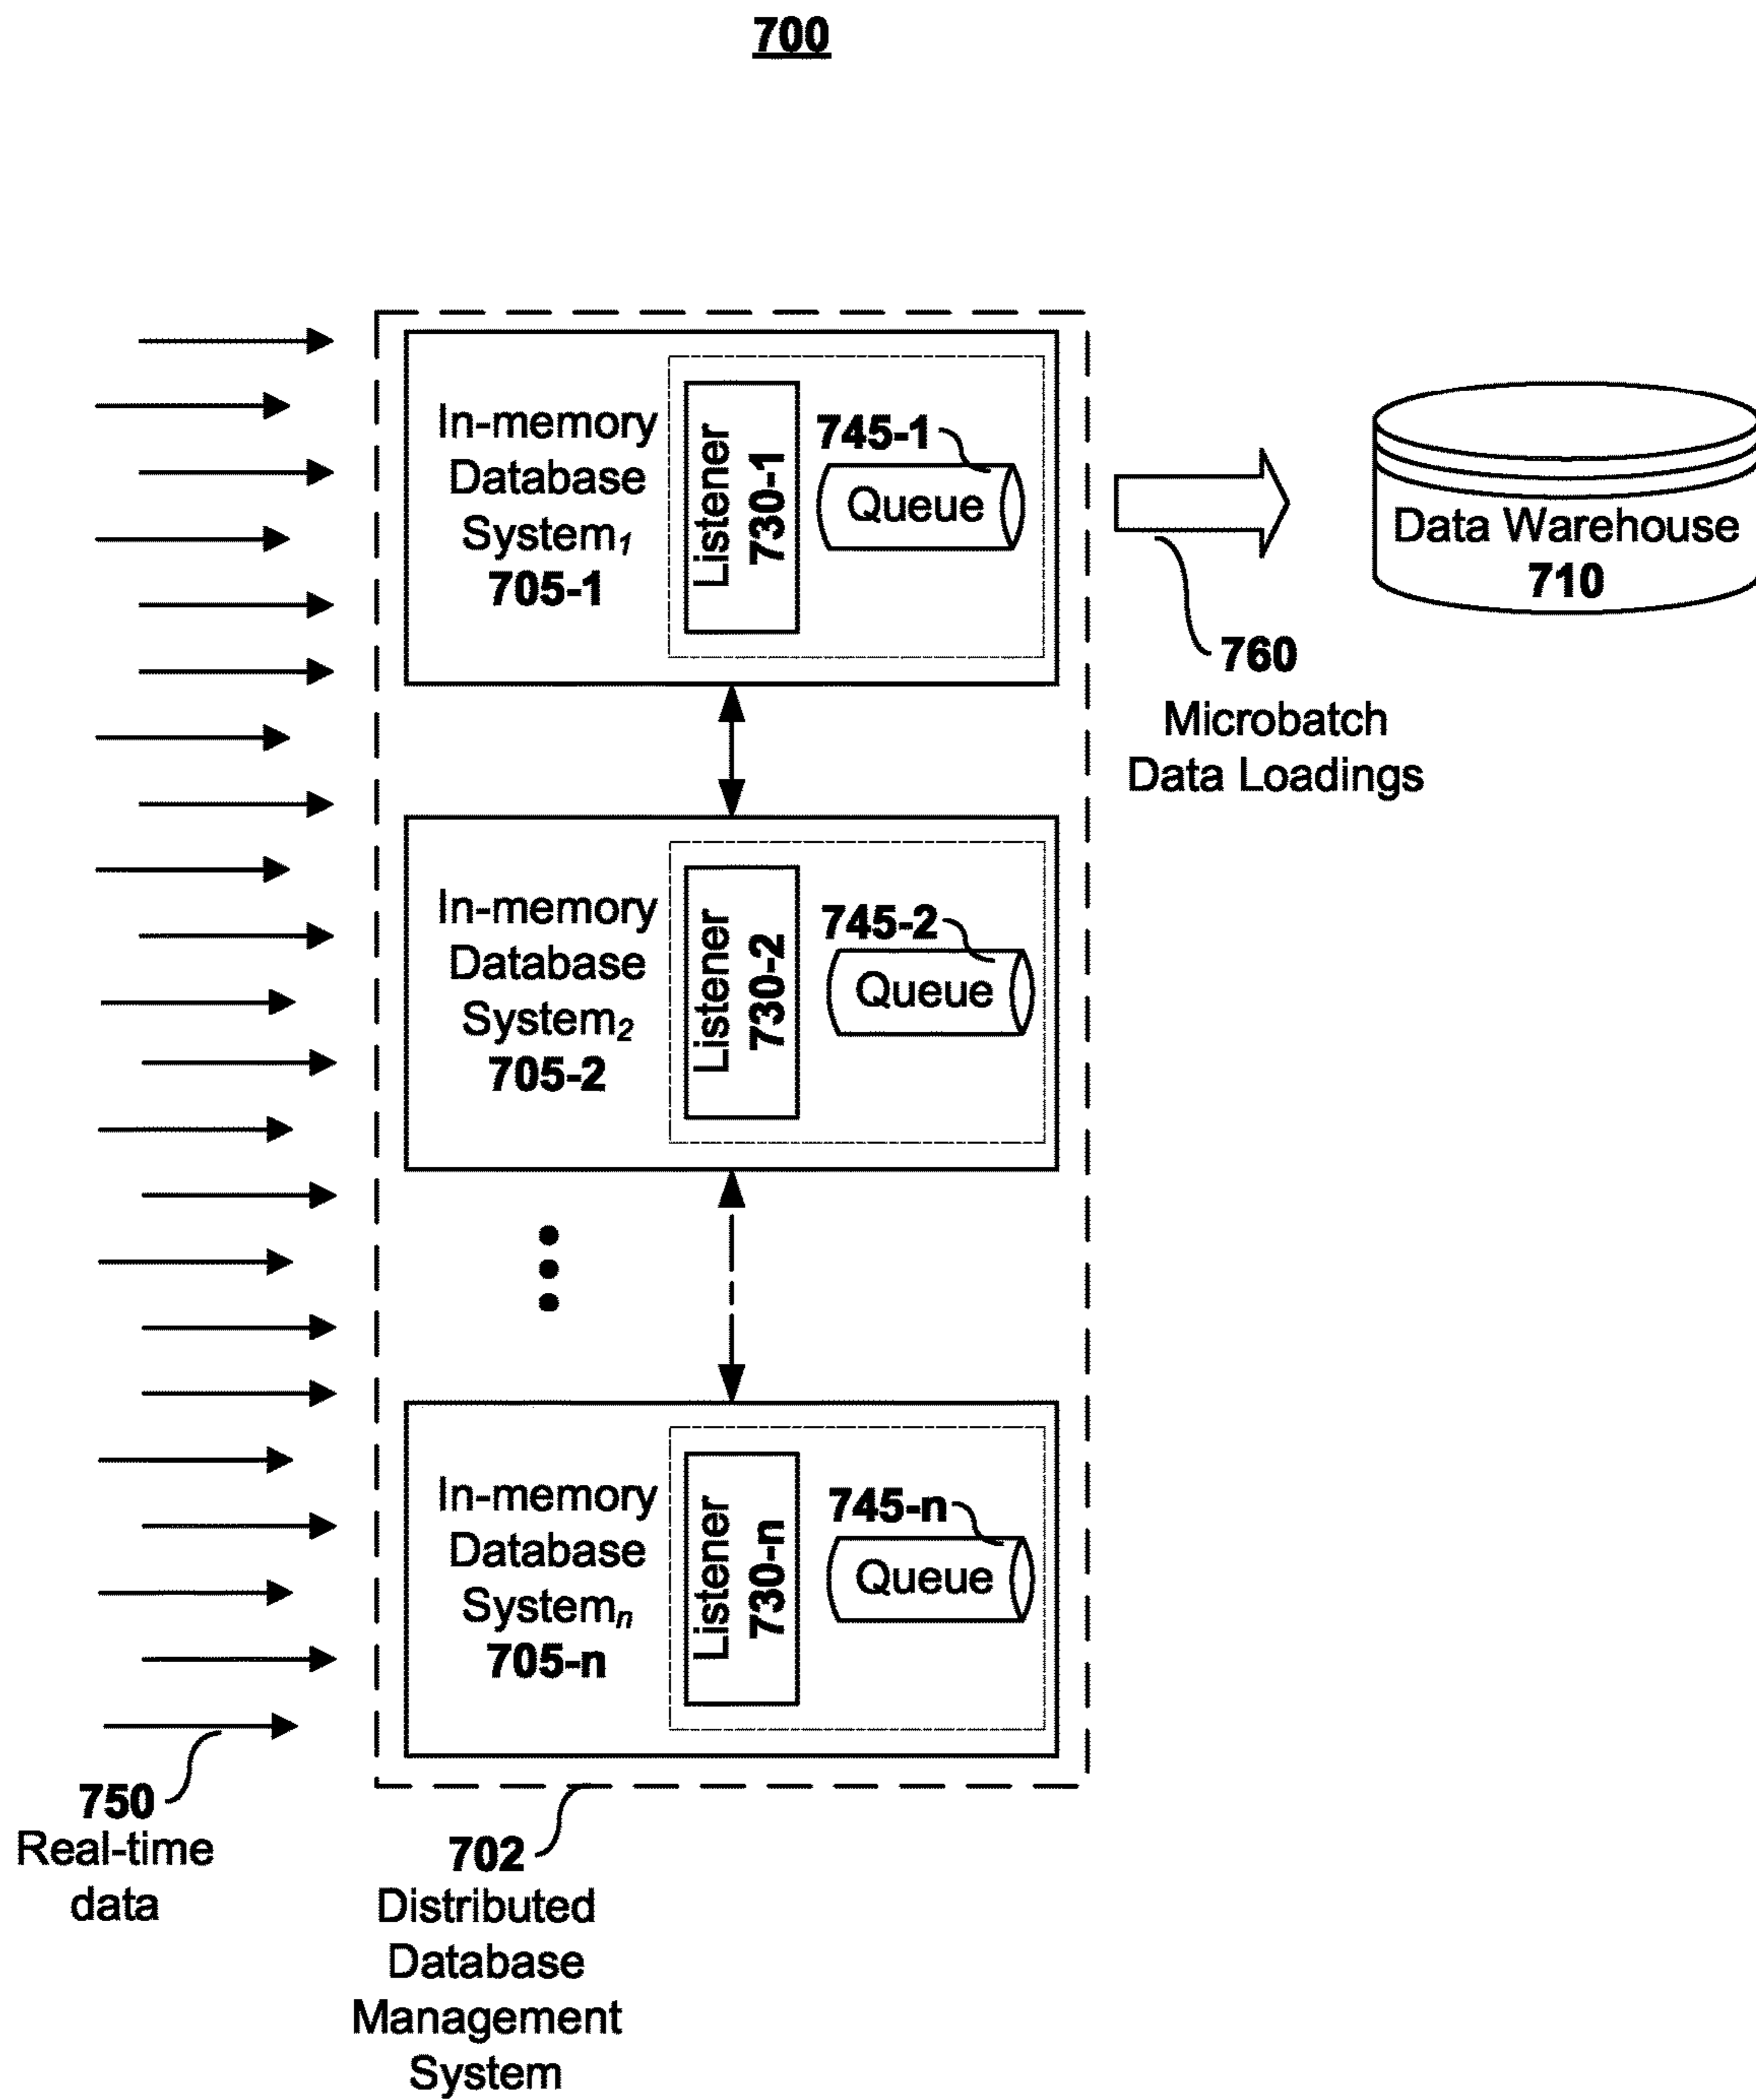 700
In-memory
Database
System1
705-1
Listener
730-1
745-1
Queue
Data Warehouse
710
760
Microbatch
Data Loadings
In-memory
Database
System2
705-2
Listener
730-2
745-2
Queue
In-memory
Database
Systemn
705-n
Listener
730-n
745-n
Queue
750
Real-time
data
702
Distributed
Database
Management
System